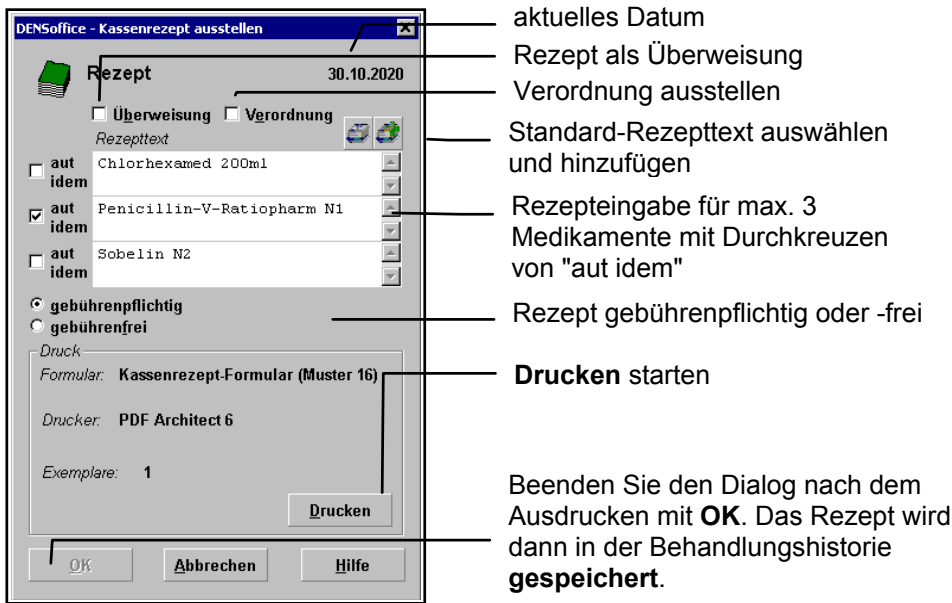 DENSoffice - Kassenrezept ausstellen
Rezept
30.10.2020
Überweisung
Verordnung
Rezepttext
aut idem
Chlorhexamed 200ml
aut idem
Penicillin-V-Ratiopharm N1
aut idem
Sobelin N2
gebührenpflichtig
gebührenfrei
Druck
Formular: Kassenrezept-Formular (Muster 16)
Drucker: PDF Architect 6
Exemplare: 1
Drucken
OK
Abbrechen
Hilfe
aktuelles Datum
Rezept als Überweisung
Verordnung ausstellen
Standard-Rezepttext auswählen
und hinzufügen
Rezepteingabe für max. 3
Medikamente mit Durchkreuzen
von "aut idem"
Rezept gebührenpflichtig oder -frei
Drucken starten
Beenden Sie den Dialog nach dem
Ausdrucken mit OK. Das Rezept wird
dann in der Behandlungshistorie
gespeichert.